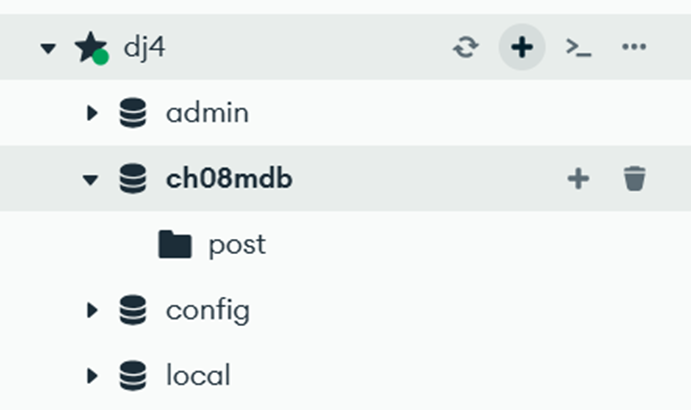 dj4
admin
ch08mdb
post
config
local